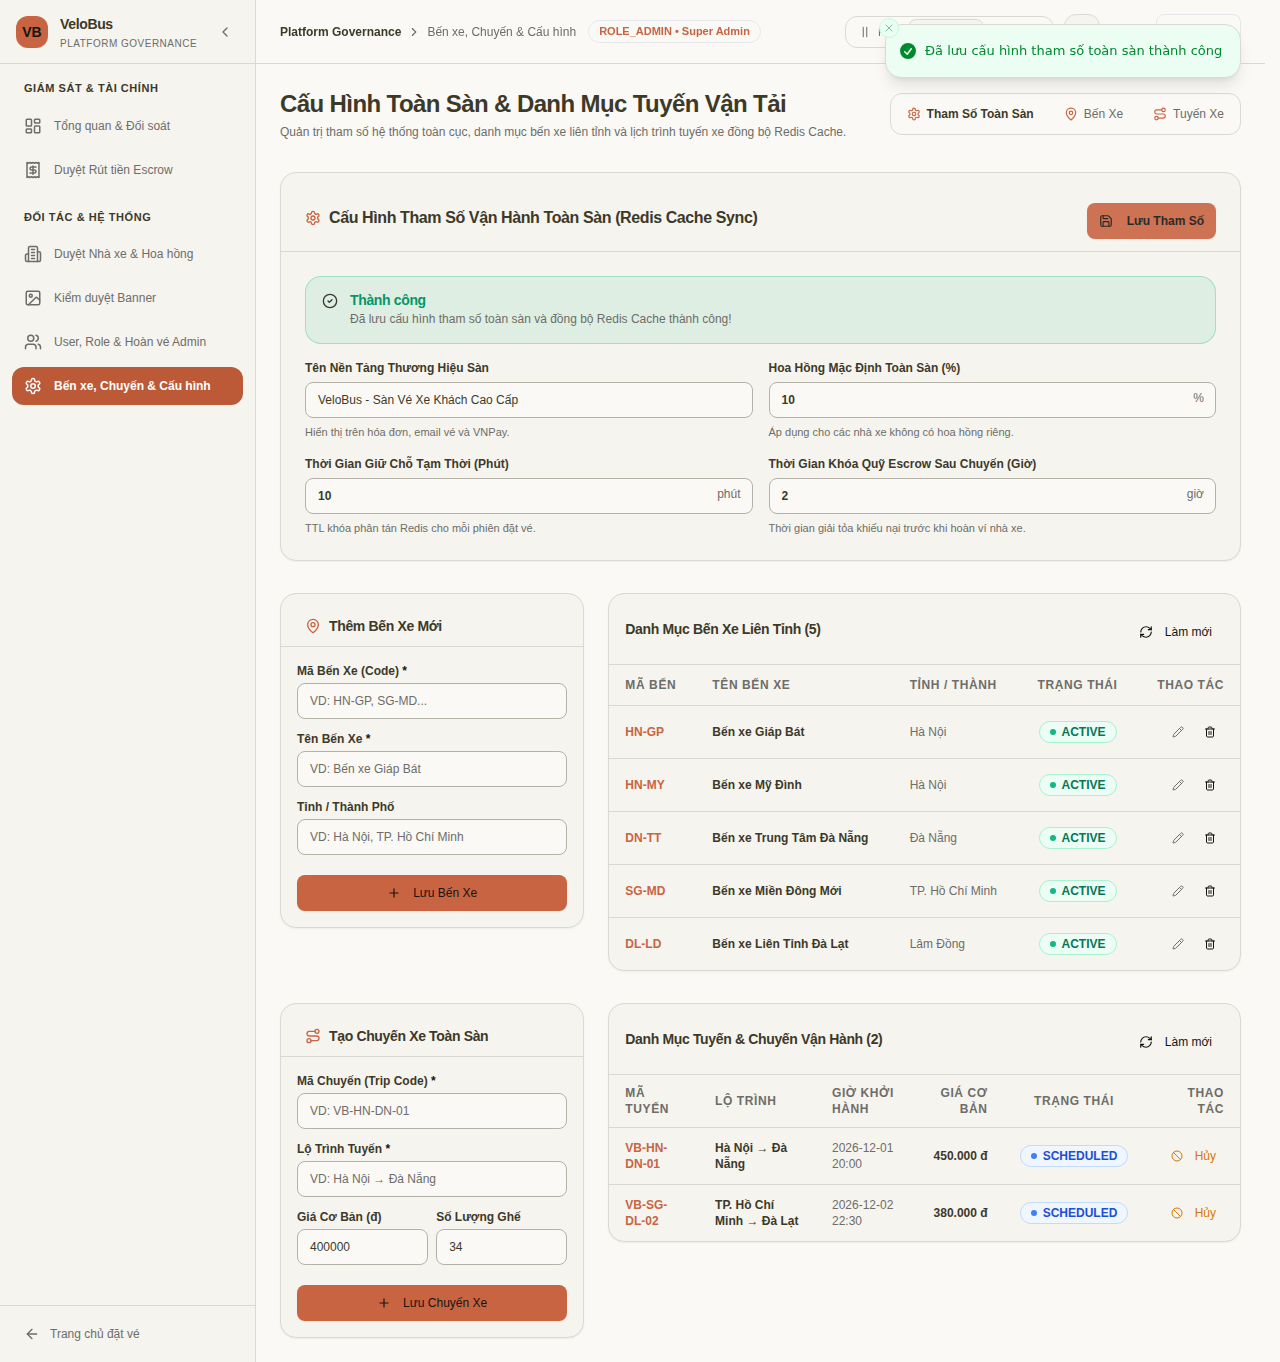 VB
VeloBus
PLATFORM GOVERNANCE
GIÁM SÁT & TÀI CHÍNH
Tổng quan & Đối soát
Duyệt Rút tiền Escrow
ĐỐI TÁC & HỆ THỐNG
Duyệt Nhà xe & Hoa hồng
Kiểm duyệt Banner
User, Role & Hoàn vé Admin
Bến xe, Chuyến & Cấu hình
Trang chủ đặt vé
Platform Governance
Bến xe, Chuyến & Cấu hình
ROLE_ADMIN • Super Admin
Đã lưu cấu hình tham số toàn sàn thành công
Cấu Hình Toàn Sàn & Danh Mục Tuyến Vận Tải
Quản trị tham số hệ thống toàn cục, danh mục bến xe liên tỉnh và lịch trình tuyến xe đồng bộ Redis Cache.
Tham Số Toàn Sàn
Bến Xe
Tuyến Xe
Cấu Hình Tham Số Vận Hành Toàn Sàn (Redis Cache Sync)
Lưu Tham Số
Thành công
Đã lưu cấu hình tham số toàn sàn và đồng bộ Redis Cache thành công!
Tên Nền Tảng Thương Hiệu Sàn
Hoa Hồng Mặc Định Toàn Sàn (%)
VeloBus - Sàn Vé Xe Khách Cao Cấp
10 %
Hiển thị trên hóa đơn, email vé và VNPay.
Áp dụng cho các nhà xe không có hoa hồng riêng.
Thời Gian Giữ Chỗ Tạm Thời (Phút)
Thời Gian Khóa Quỹ Escrow Sau Chuyến (Giờ)
10 phút
2 giờ
TTL khóa phân tán Redis cho mỗi phiên đặt vé.
Thời gian giải tỏa khiếu nại trước khi hoàn ví nhà xe.
Thêm Bến Xe Mới
Mã Bến Xe (Code) *
VD: HN-GP, SG-MD...
Tên Bến Xe *
VD: Bến xe Giáp Bát
Tỉnh / Thành Phố
VD: Hà Nội, TP. Hồ Chí Minh
Lưu Bến Xe
Danh Mục Bến Xe Liên Tỉnh (5)
Làm mới
MÃ BẾN TÊN BẾN XE TỈNH / THÀNH TRẠNG THÁI THAO TÁC
HN-GP Bến xe Giáp Bát Hà Nội ACTIVE
HN-MY Bến xe Mỹ Đình Hà Nội ACTIVE
DN-TT Bến xe Trung Tâm Đà Nẵng Đà Nẵng ACTIVE
SG-MD Bến xe Miền Đông Mới TP. Hồ Chí Minh ACTIVE
DL-LD Bến xe Liên Tỉnh Đà Lạt Lâm Đồng ACTIVE
Tạo Chuyến Xe Toàn Sàn
Mã Chuyến (Trip Code) *
VD: VB-HN-DN-01
Lộ Trình Tuyến *
VD: Hà Nội → Đà Nẵng
Giá Cơ Bản (đ)
Số Lượng Ghế
400000
34
Lưu Chuyến Xe
Danh Mục Tuyến & Chuyến Vận Hành (2)
Làm mới
MÃ TUYẾN LỘ TRÌNH GIỜ KHỞI HÀNH GIÁ CƠ BẢN TRẠNG THÁI THAO TÁC
VB-HN-DN-01 Hà Nội → Đà Nẵng 2026-12-01 20:00 450.000 đ SCHEDULED Hủy
VB-SG-DL-02 TP. Hồ Chí Minh → Đà Lạt 2026-12-02 22:30 380.000 đ SCHEDULED Hủy